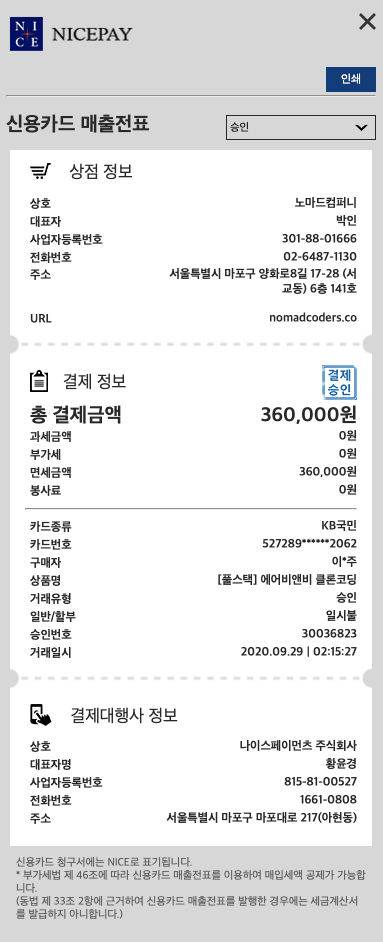 NICE
NICEPAY
인쇄
신용카드 매출전표
승인
상점 정보
상호 노마드컴퍼니
대표자 박인
사업자등록번호 301-88-01666
전화번호 02-6487-1130
주소 서울특별시 마포구 양화로8길 17-28 (서
교동) 6층 141호
URL nomadcoders.co
결제 정보
결제
승인
총 결제금액 360,000원
과세금액 0원
부가세 0원
면세금액 360,000원
봉사료 0원
카드종류 KB국민
카드번호 527289******2062
구매자 이*주
상품명 [풀스택] 에어비앤비 클론코딩
거래유형 승인
일반/할부 일시불
승인번호 30036823
거래일시 2020.09.29 | 02:15:27
결제대행사 정보
상호 나이스페이먼츠 주식회사
대표자명 황윤경
사업자등록번호 815-81-00527
전화번호 1661-0808
주소 서울특별시 마포구 마포대로 217(아현동)
신용카드 청구서에는 NICE로 표기됩니다.
* 부가세법 제 46조에 따라 신용카드 매출전표를 이용하여 매입세액 공제가 가능합
니다.
(동법 제 33조 2항에 근거하여 신용카드 매출전표를 발행한 경우에는 세금계산서
를 발급하지 아니합니다.)